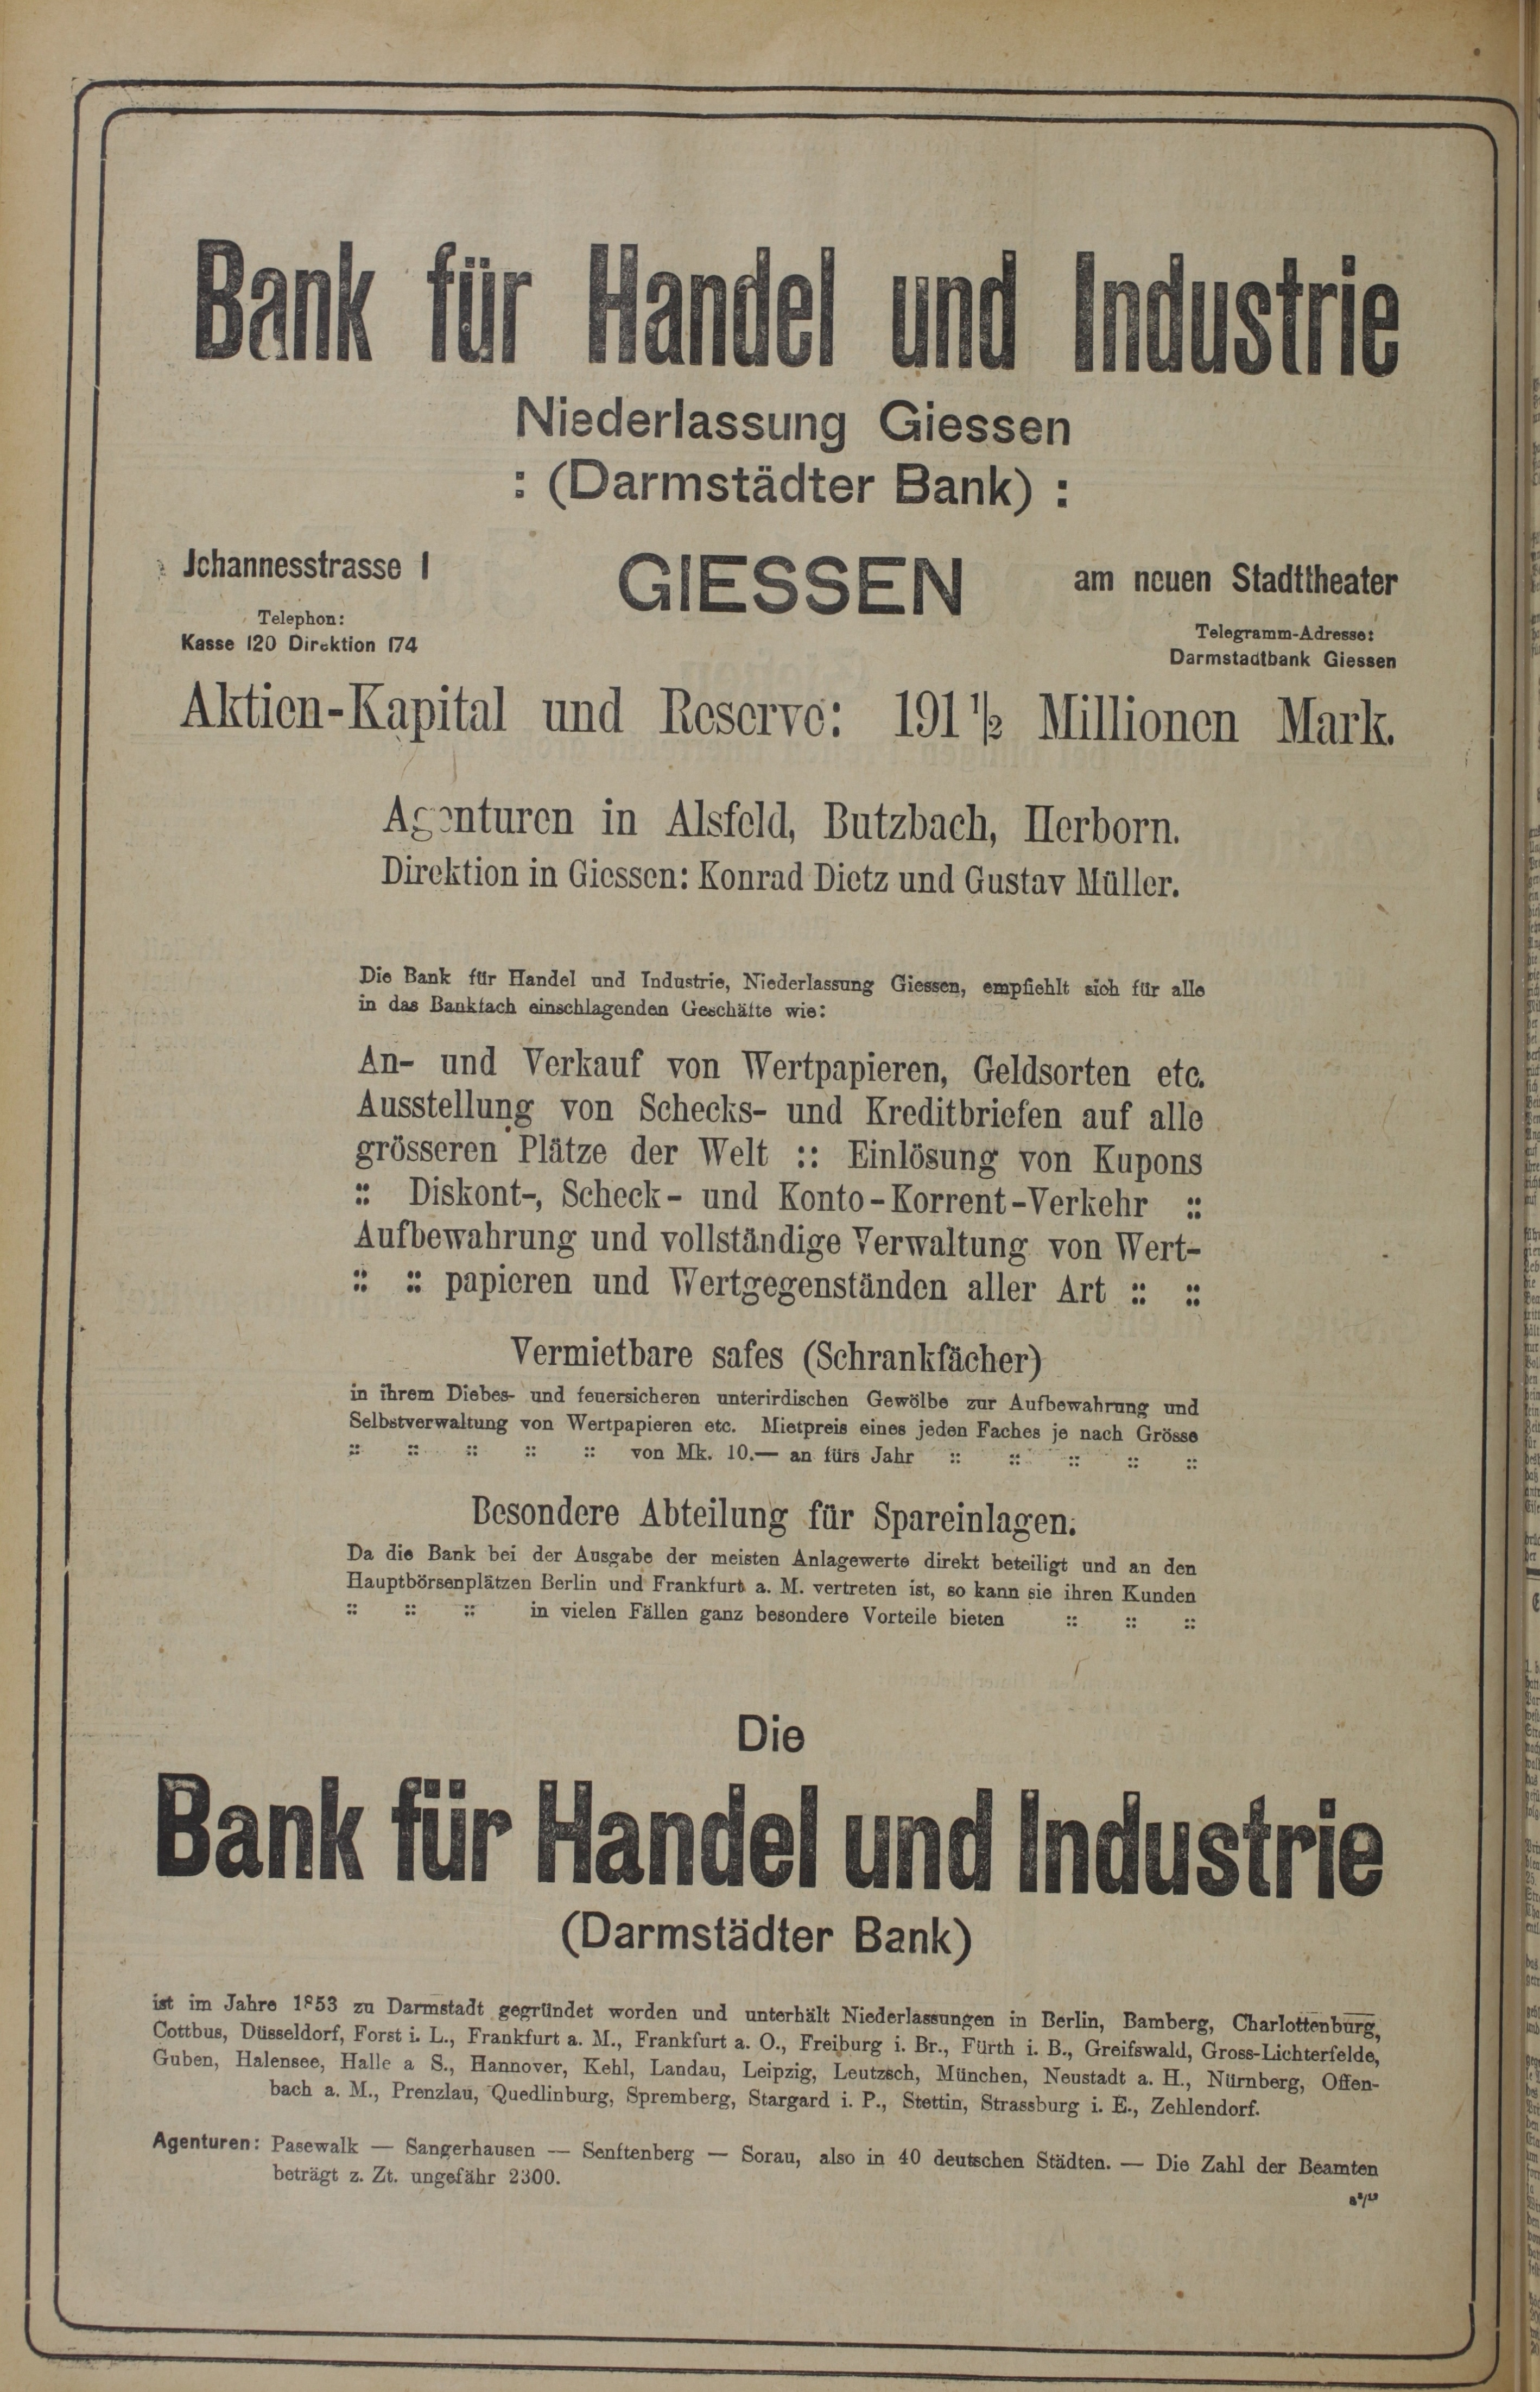 Bank für Handel und Industrie
Niederlassung Giessen
: (Darmstädter Bank) :
Johannesstrasse 1
GIESSEN
am neuen Stadttheater
Telephon:
Kasse 120 Direktion 174
Telegramm-Adresse:
Darmstadtbank Giessen
Aktien-Kapital und Reserve: 191 1/2 Millionen Mark.
Agenturen in Alsfeld, Butzbach, Herborn.
Direktion in Giessen: Konrad Dietz und Gustav Müller.
Die Bank für Handel und Industrie, Niederlassung Giessen, empfiehlt sich für alle
in das Bankfach einschlagenden Geschäfte wie:
An- und Verkauf von Wertpapieren, Geldsorten etc.
Ausstellung von Schecks- und Kreditbriefen auf alle
grösseren Plätze der Welt :: Einlösung von Kupons
:: Diskont-, Scheck- und Konto-Korrent-Verkehr ::
Aufbewahrung und vollständige Verwaltung von Wert-
:: :: papieren und Wertgegenständen aller Art :: ::
Vermietbare safes (Schrankfächer)
in ihrem Diebes- und feuersicheren unterirdischen Gewölbe zur Aufbewahrung und
Selbstverwaltung von Wertpapieren etc. Mietpreis eines jeden Faches je nach Grösse
:: :: :: :: :: von Mk. 10.— an fürs Jahr :: :: :: :: ::
Besondere Abteilung für Spareinlagen.
Da die Bank bei der Ausgabe der meisten Anlagewerte direkt beteiligt und an den
Hauptbörsenplätzen Berlin und Frankfurt a. M. vertreten ist, so kann sie ihren Kunden
:: :: :: in vielen Fällen ganz besondere Vorteile bieten :: :: ::
Die
Bank für Handel und Industrie
(Darmstädter Bank)
ist im Jahre 1853 zu Darmstadt gegründet worden und unterhält Niederlassungen in Berlin, Bamberg, Charlottenburg,
Cottbus, Düsseldorf, Forst i. L., Frankfurt a. M., Frankfurt a. O., Freiburg i. Br., Fürth i. B., Greifswald, Gross-Lichterfelde,
Guben, Halensee, Halle a S., Hannover, Kehl, Landau, Leipzig, Leutzsch, München, Neustadt a. H., Nürnberg, Offen-
bach a. M., Prenzlau, Quedlinburg, Spremberg, Stargard i. P., Stettin, Strassburg i. E., Zehlendorf.
Agenturen: Pasewalk — Sangerhausen — Senftenberg — Sorau, also in 40 deutschen Städten. — Die Zahl der Beamten
beträgt z. Zt. ungefähr 2300.